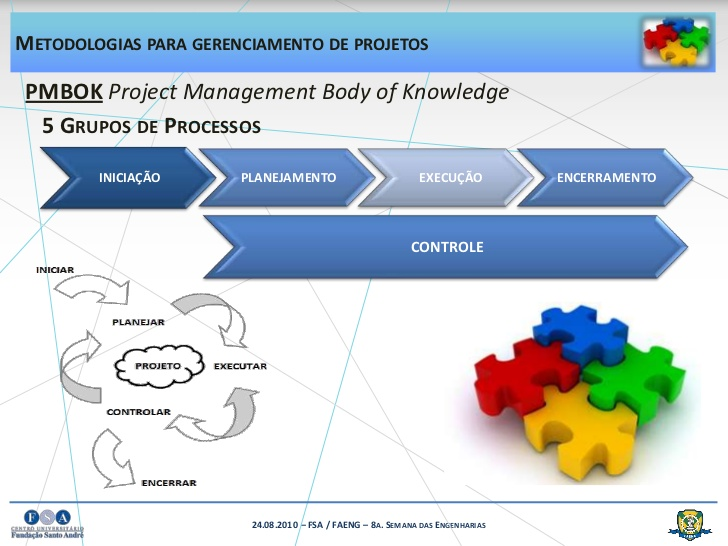 METODOLOGIAS PARA GERENCIAMENTO DE PROJETOS
PMBOK Project Management Body of Knowledge
5 GRUPOS DE PROCESSOS
INICIAÇÃO
PLANEJAMENTO
EXECUÇÃO
ENCERRAMENTO
CONTROLE
INICIAR
PLANEJAR
PROJETO
EXECUTAR
CONTROLAR
ENCERRAR
FSA
CENTRO UNIVERSITÁRIO
Fundação Santo André
24.08.2010 – FSA / FAENG – 8A. SEMANA DAS ENGENHARIAS